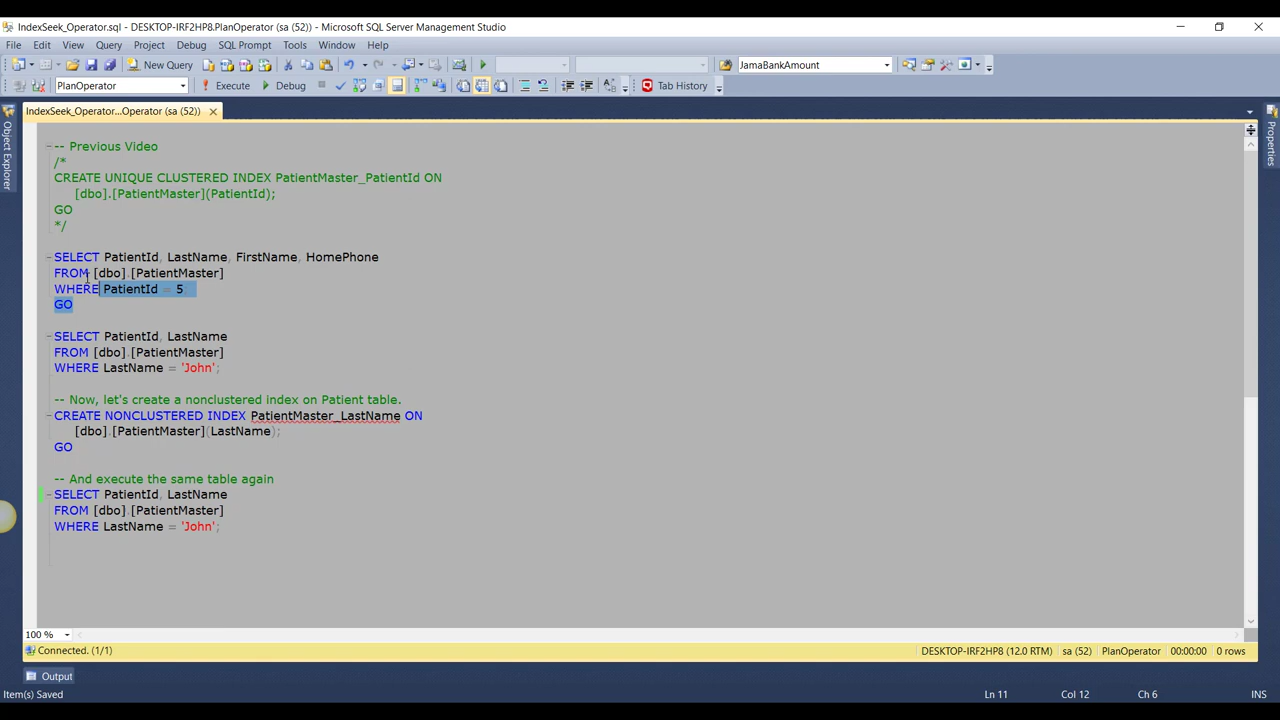 IndexSeek_Operator.sql - DESKTOP-IRF2HP8.PlanOperator (sa (52)) - Microsoft SQL Server Management Studio
File Edit View Query Project Debug SQL Prompt Tools Window Help
New Query JamaBankAmount
PlanOperator Execute Debug Tab History
IndexSeek_Operator...Operator (sa (52))
Object Explorer
Properties
-- Previous Video
/*
CREATE UNIQUE CLUSTERED INDEX PatientMaster_PatientId ON
[dbo].[PatientMaster](PatientId);
GO
*/
SELECT PatientId, LastName, FirstName, HomePhone
FROM [dbo].[PatientMaster]
WHERE PatientId = 5;
GO
SELECT PatientId, LastName
FROM [dbo].[PatientMaster]
WHERE LastName = 'John';
-- Now, let's create a nonclustered index on Patient table.
CREATE NONCLUSTERED INDEX PatientMaster_LastName ON
[dbo].[PatientMaster](LastName);
GO
-- And execute the same table again
SELECT PatientId, LastName
FROM [dbo].[PatientMaster]
WHERE LastName = 'John';
100 %
Connected. (1/1) DESKTOP-IRF2HP8 (12.0 RTM) sa (52) PlanOperator 00:00:00 0 rows
Output
Item(s) Saved Ln 11 Col 12 Ch 6 INS